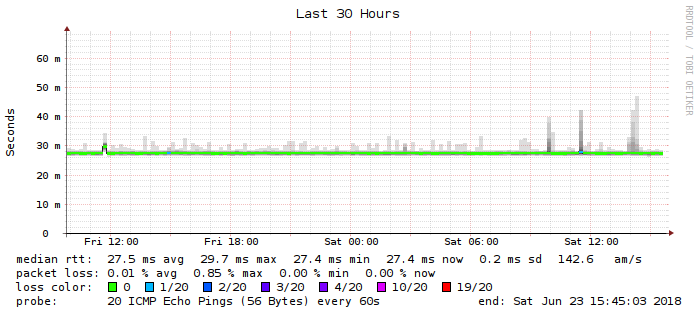 Last 30 Hours
RRDTOOL / TOBI OETIKER
Seconds
60 m
50 m
40 m
30 m
20 m
10 m
0
Fri 12:00 Fri 18:00 Sat 00:00 Sat 06:00 Sat 12:00
median rtt: 27.5 ms avg 29.7 ms max 27.4 ms min 27.4 ms now 0.2 ms sd 142.6 am/s
packet loss: 0.01 % avg 0.85 % max 0.00 % min 0.00 % now
loss color: 0 1/20 2/20 3/20 4/20 10/20 19/20
probe: 20 ICMP Echo Pings (56 Bytes) every 60s end: Sat Jun 23 15:45:03 2018